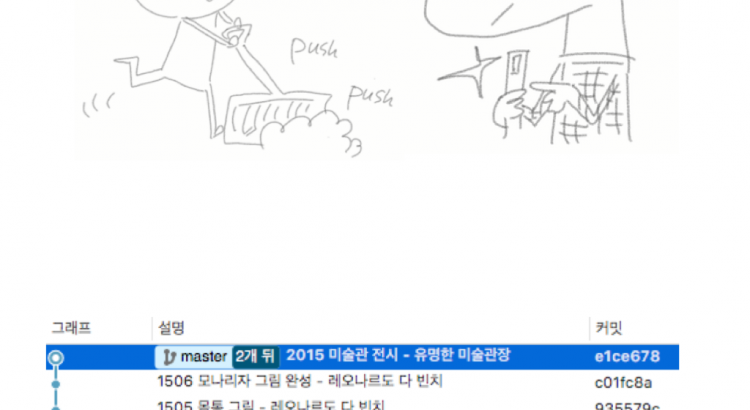 push
push
그래프 설명 커밋
master 2개 뒤 2015 미술관 전시 - 유명한 미술관장 e1ce678
1506 모나리자 그림 완성 - 레오나르도 다 빈치 c01fc8a
1505 몸통 그림 - 레오나르도 다 빈치 935579c